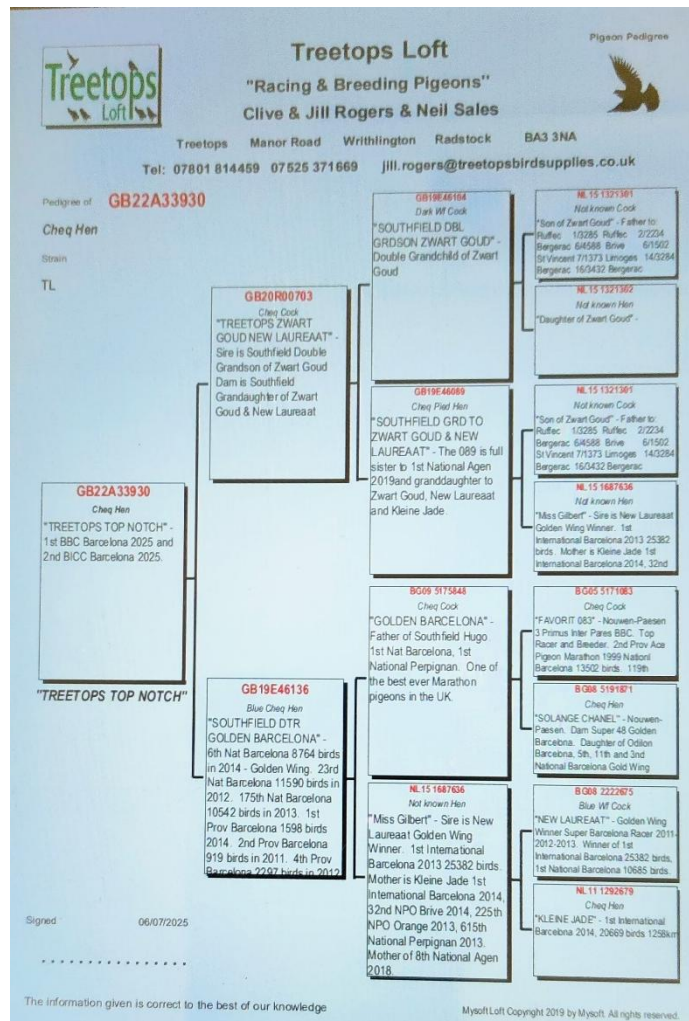 Treetops
Loft
Treetops Loft
"Racing & Breeding Pigeons"
Clive & Jill Rogers & Neil Sales
Pigeon Pedigree
Treetops Manor Road Writhlington Radstock BA3 3NA
Tel: 07801 814459 07525 371669 jill.rogers@treetopsbirdsupplies.co.uk
Pedigree of GB22A33930
Cheq Hen
Strain
TL
GB22A33930
Cheq Hen
"TREETOPS TOP NOTCH" -
1st BBC Barcelona 2025 and
2nd BICC Barcelona 2025.
"TREETOPS TOP NOTCH"
GB20R00703
Cheq Cock
"TREETOPS ZWART
GOUD NEW LAUREAAT" -
Sire is Southfield Double
Grandson of Zwart Goud
Dam is Southfield
Grandaughter of Zwart
Goud & New Laureaat
GB19E46136
Blue Cheq Hen
"SOUTHFIELD DTR
GOLDEN BARCELONA" -
6th Nat Barcelona 8764 birds
in 2014 - Golden Wing. 23rd
Nat Barcelona 11590 birds in
2012. 175th Nat Barcelona
10542 birds in 2013. 1st
Prov Barcelona 1598 birds
2014. 2nd Prov Barcelona
919 birds in 2011. 4th Prov
Barcelona 2297 birds in 2012
GB19E46104
Dark Wf Cock
"SOUTHFIELD DBL
GRDSON ZWART GOUD" -
Double Grandchild of Zwart
Goud
GB19E46089
Cheq Pied Hen
"SOUTHFIELD GRD TO
ZWART GOUD & NEW
LAUREAAT" - The 089 is full
sister to 1st National Agen
2019and granddaughter to
Zwart Goud, New Laureaat
and Kleine Jade.
BG09 5175848
Cheq Cock
"GOLDEN BARCELONA" -
Father of Southfield Hugo.
1st Nat Barcelona, 1st
National Perpignan. One of
the best ever Marathon
pigeons in the UK.
NL 15 1687636
Not known Hen
"Miss Gilbert" - Sire is New
Laureaat Golden Wing
Winner. 1st International
Barcelona 2013 25382 birds.
Mother is Kleine Jade 1st
International Barcelona 2014,
32nd NPO Brive 2014, 225th
NPO Orange 2013, 615th
National Perpignan 2013.
Mother of 8th National Agen
2018.
NL 15 1321301
Not known Cock
"Son of Zwart Goud" - Father to:
Ruffec 1/3285 Ruffec 2/2234
Bergerac 6/4588 Brive 6/1502
St Vincent 7/1373 Limoges 14/3284
Bergerac 16/3432 Bergerac
NL 15 1321302
Not known Hen
"Daughter of Zwart Goud" -
NL 15 1321301
Not known Cock
"Son of Zwart Goud" - Father to:
Ruffec 1/3285 Ruffec 2/2234
Bergerac 6/4588 Brive 6/1502
St Vincent 7/1373 Limoges 14/3284
Bergerac 16/3432 Bergerac
NL 15 1687636
Not known Hen
"Miss Gilbert" - Sire is New Laureaat
Golden Wing Winner. 1st
International Barcelona 2013 25382
birds. Mother is Kleine Jade 1st
International Barcelona 2014, 32nd
BG05 5171083
Cheq Cock
"FAVORIT 083" - Nouwen-Paesen
3 Primus Inter Pares BBC. Top
Racer and Breeder. 2nd Prov Ace
Pigeon Marathon 1999 Nationl
Barcelona 13502 birds. 119th
BG08 5191871
Cheq Hen
"SOLANGE CHANEL" - Nouwen-
Paesen. Dam Super 48 Golden
Barcelona. Daughter of Odilon
Barcelona, 5th, 11th and 3nd
National Barcelona Gold Wing
BG08 2222675
Blue Wf Cock
"NEW LAUREAAT" - Golden Wing
Winner Super Barcelona Racer 2011-
2012-2013. Winner of 1st
International Barcelona 25382 birds,
1st National Barcelona 10685 birds.
NL 11 1292679
Cheq Hen
"KLEINE JADE" - 1st International
Barcelona 2014, 20669 birds 1258km
Signed 06/07/2025
The information given is correct to the best of our knowledge
MysoftLoft Copyright 2019 by Mysoft. All rights reserved.